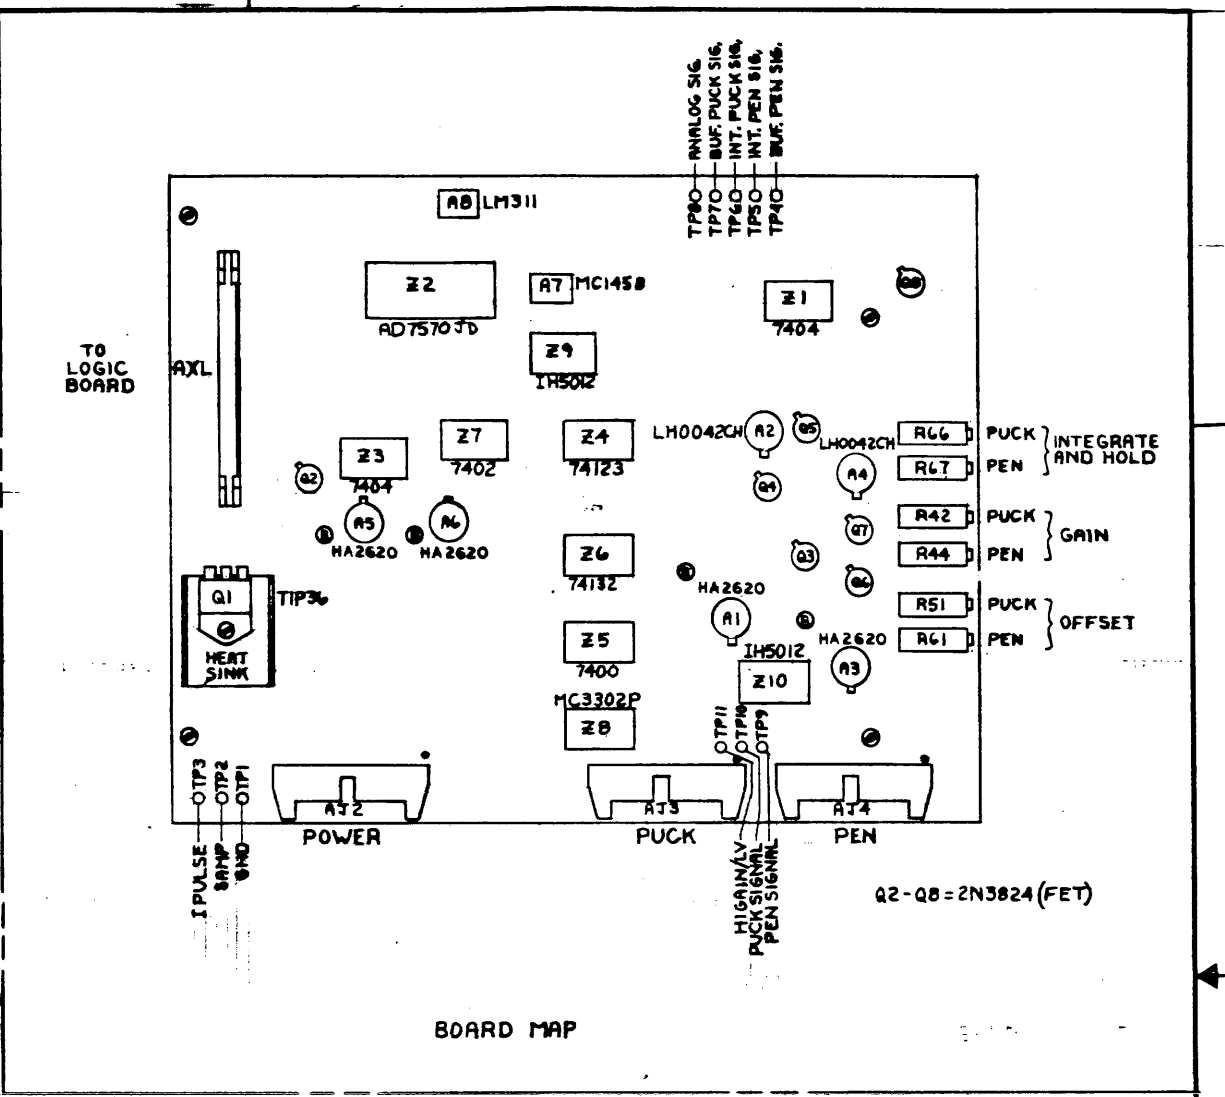 ANALOG SIG.
BUF. PUCK SIG.
INT. PUCK SIG.
INT. PEN SIG.
BUF. PEN SIG.
TP8
TP7
TP6
TP5
TP4
A8 LM311
Z2
AD7570JD
A7 MC1458
Z1
7404
Q8
Z9
IH5012
TO
LOGIC
BOARD
AXL
Z3
7404
Z7
7402
Z4
74123
LH0042CH A2
Q5
LH0042CH
A4
Q4
Q2
R66 PUCK
R67 PEN
INTEGRATE
AND HOLD
A5
HA2620
A6
HA2620
R42 PUCK
R44 PEN
GAIN
Q7
Q3
Q6
Z6
74132
HA2620
A1
R51 PUCK
R61 PEN
OFFSET
Q1 TIP36
HEAT
SINK
Z5
7400
IH5012
Z10
HA2620
A3
MC3302P
Z8
TP11
TP10
TP9
TP3
TP2
TP1
AJ2
AJ3
AJ4
POWER
PUCK
PEN
I PULSE
SAMP
GND
HIGAIN/LV
PUCK SIGNAL
PEN SIGNAL
Q2-Q8=2N3824(FET)
BOARD MAP